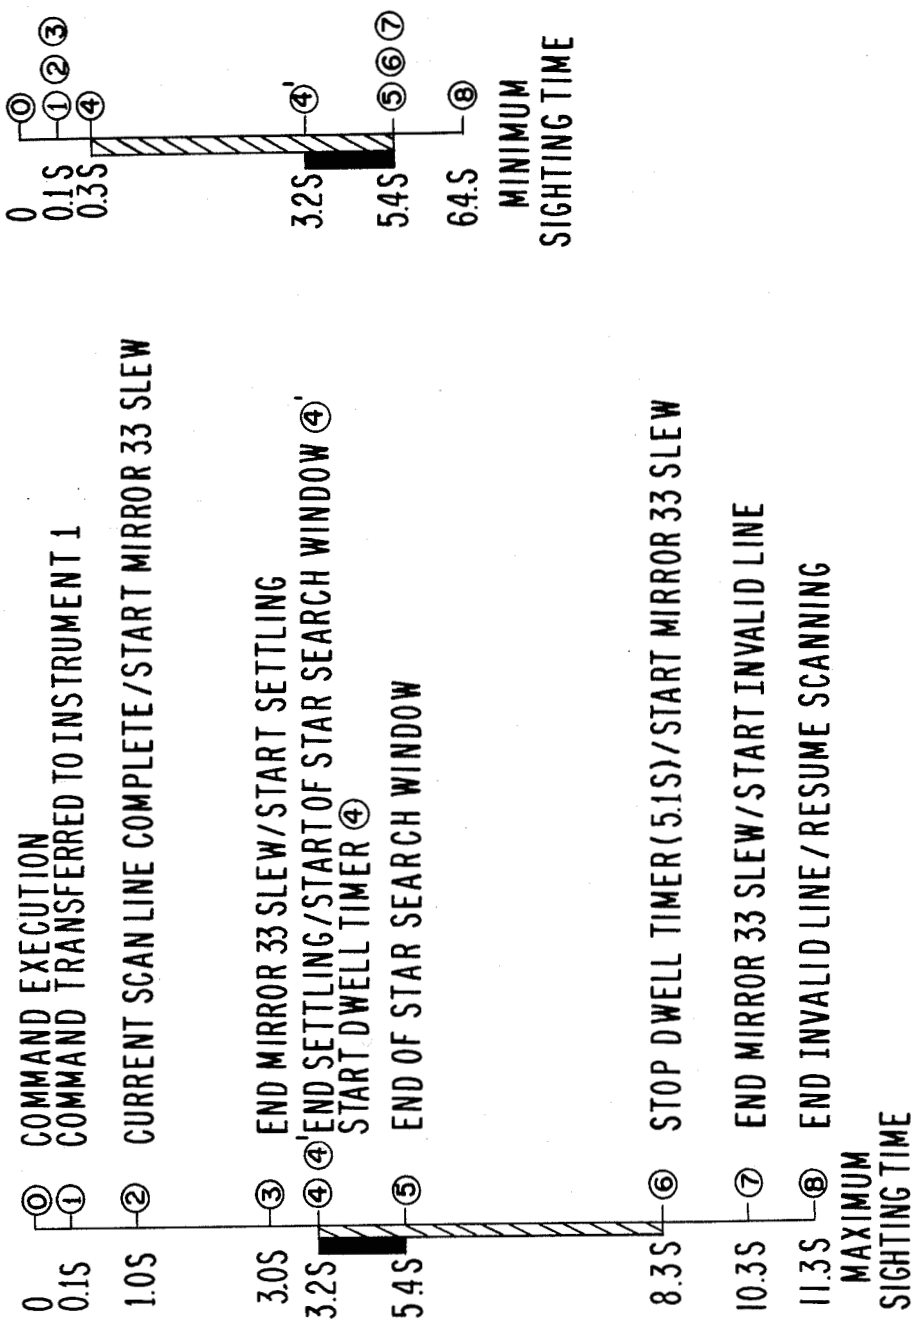 0 ⓪ COMMAND EXECUTION
0.1S ① COMMAND TRANSFERRED TO INSTRUMENT 1
1.0S ② CURRENT SCAN LINE COMPLETE/START MIRROR 33 SLEW
3.0S ③ END MIRROR 33 SLEW/START SETTLING
3.2S ④ ④' END SETTLING/START OF STAR SEARCH WINDOW ④'
START DWELL TIMER ④
5.4S ⑤ END OF STAR SEARCH WINDOW
8.3S ⑥ STOP DWELL TIMER (5.1S)/START MIRROR 33 SLEW
10.3S ⑦ END MIRROR 33 SLEW/START INVALID LINE
11.3S ⑧ END INVALID LINE/RESUME SCANNING
MAXIMUM
SIGHTING TIME
0 ⓪
0.1S ① ② ③
0.3S ④
3.2S ④'
5.4S ⑤ ⑥ ⑦
6.4.S ⑧
MINIMUM
SIGHTING TIME